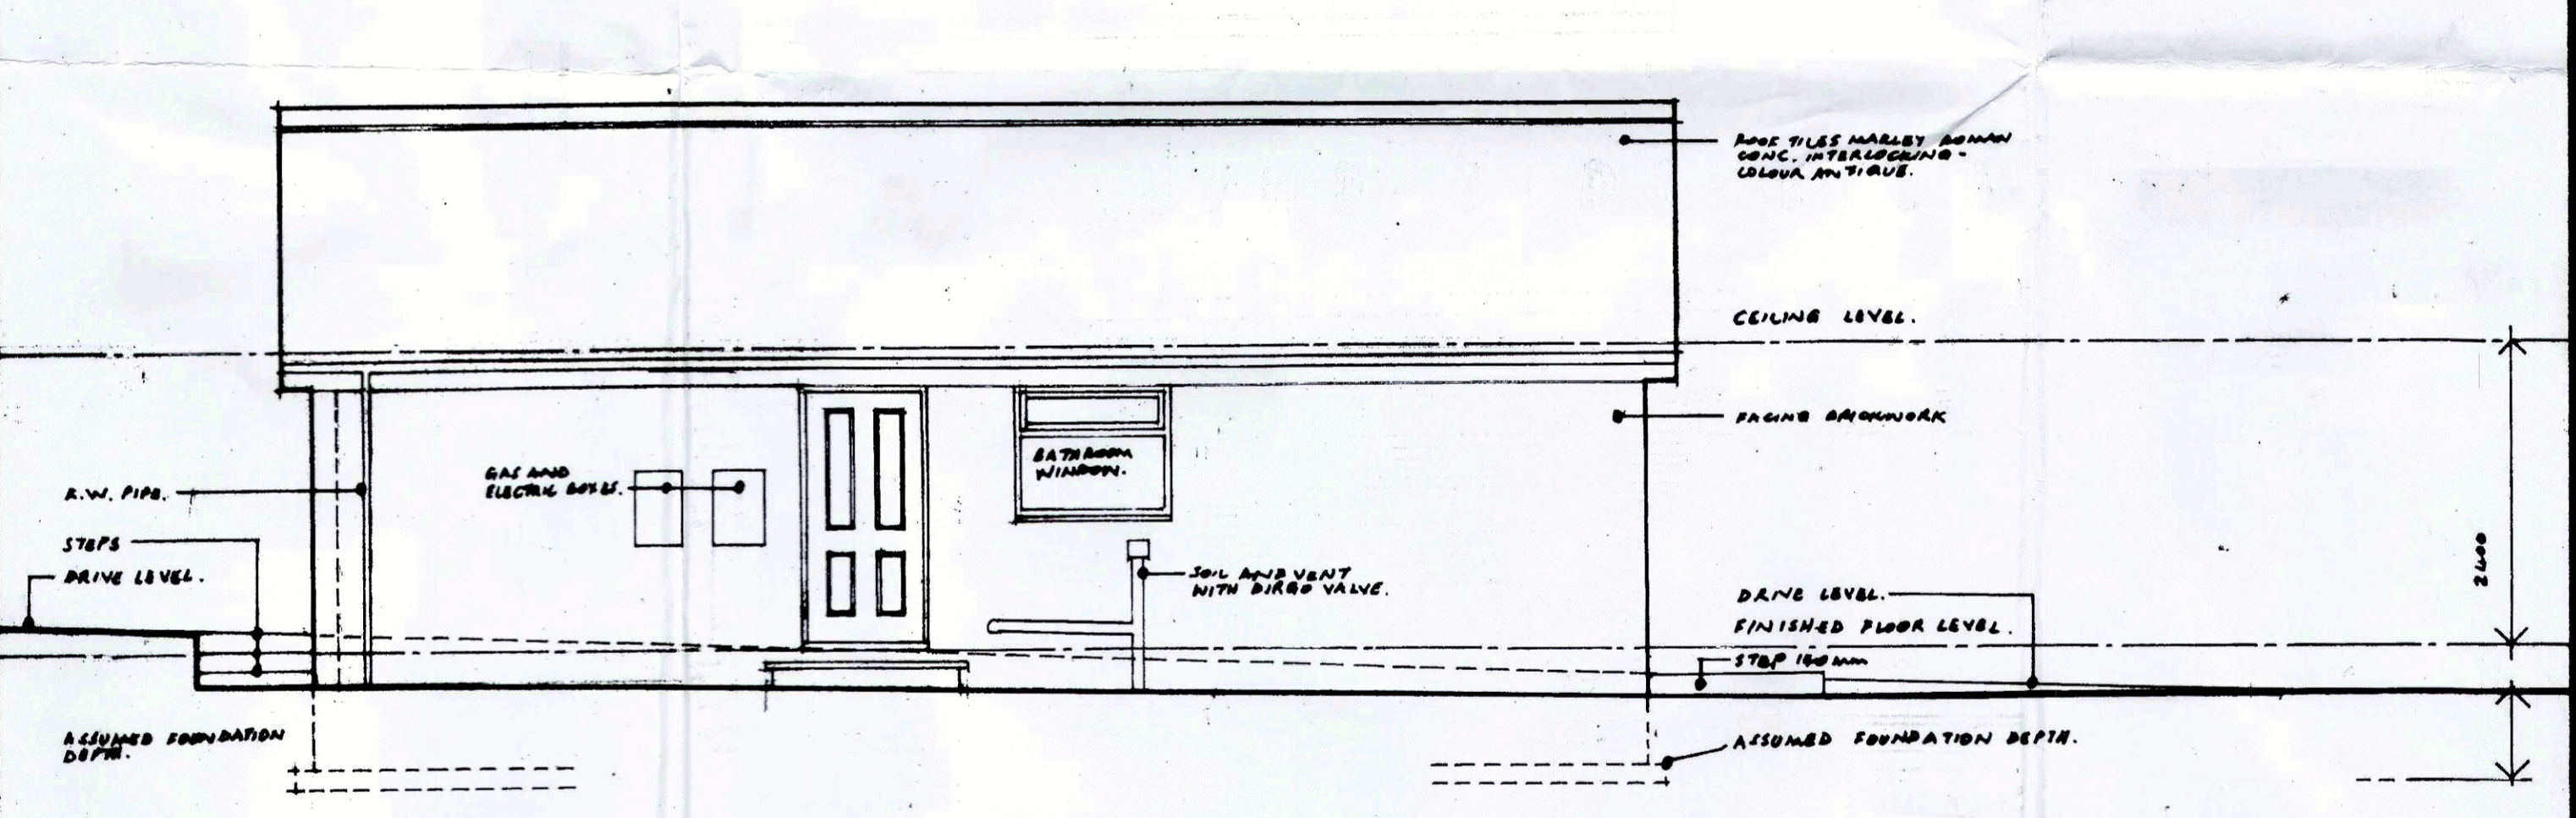 ROOF TILES MARLEY ROMAN
CONC. INTERLOCKING -
COLOUR ANTIQUE.
CEILING LEVEL.
FACING BRICKWORK
BATHROOM
WINDOW.
GAS AND
ELECTRIC BOXES.
R.W. PIPE.
STEPS
DRIVE LEVEL.
SOIL AND VENT
WITH DIRGO VALVE.
2400
DRIVE LEVEL.
FINISHED FLOOR LEVEL.
STEP 150mm
ASSUMED FOUNDATION
DEPTH.
ASSUMED FOUNDATION DEPTH.